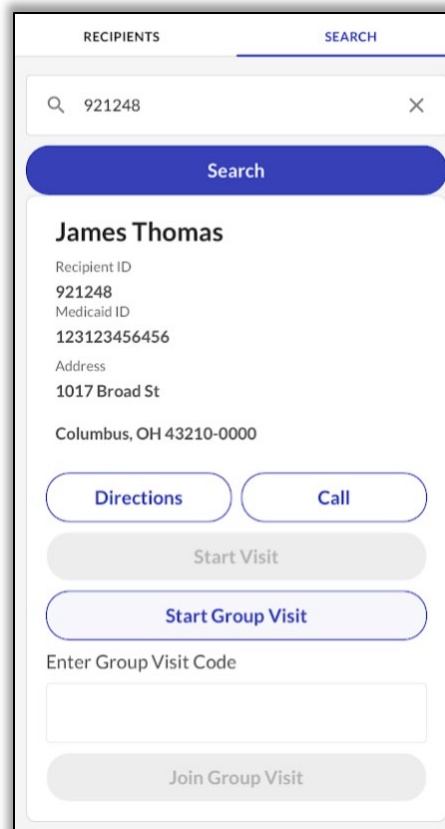 RECIPIENTS SEARCH
921248
Search
James Thomas
Recipient ID
921248
Medicaid ID
123123456456
Address
1017 Broad St
Columbus, OH 43210-0000
Directions Call
Start Visit
Start Group Visit
Enter Group Visit Code
Join Group Visit